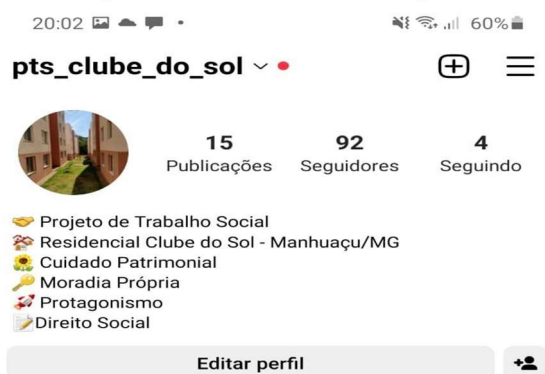 20:02
60%
pts_clube_do_sol
15 92 4
Publicações Seguidores Seguindo
Projeto de Trabalho Social
Residencial Clube do Sol - Manhuaçu/MG
Cuidado Patrimonial
Moradia Própria
Protagonismo
Direito Social
Editar perfil